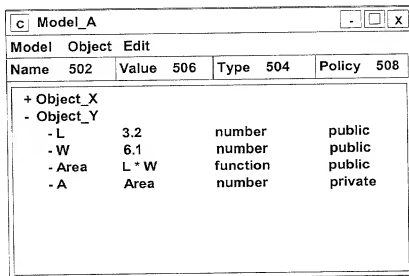 C Model_A - X
Model Object Edit
Name 502 Value 506 Type 504 Policy 508
+ Object_X
- Object_Y
- L 3.2 number public
- W 6.1 number public
- Area L * W function public
- A Area number private